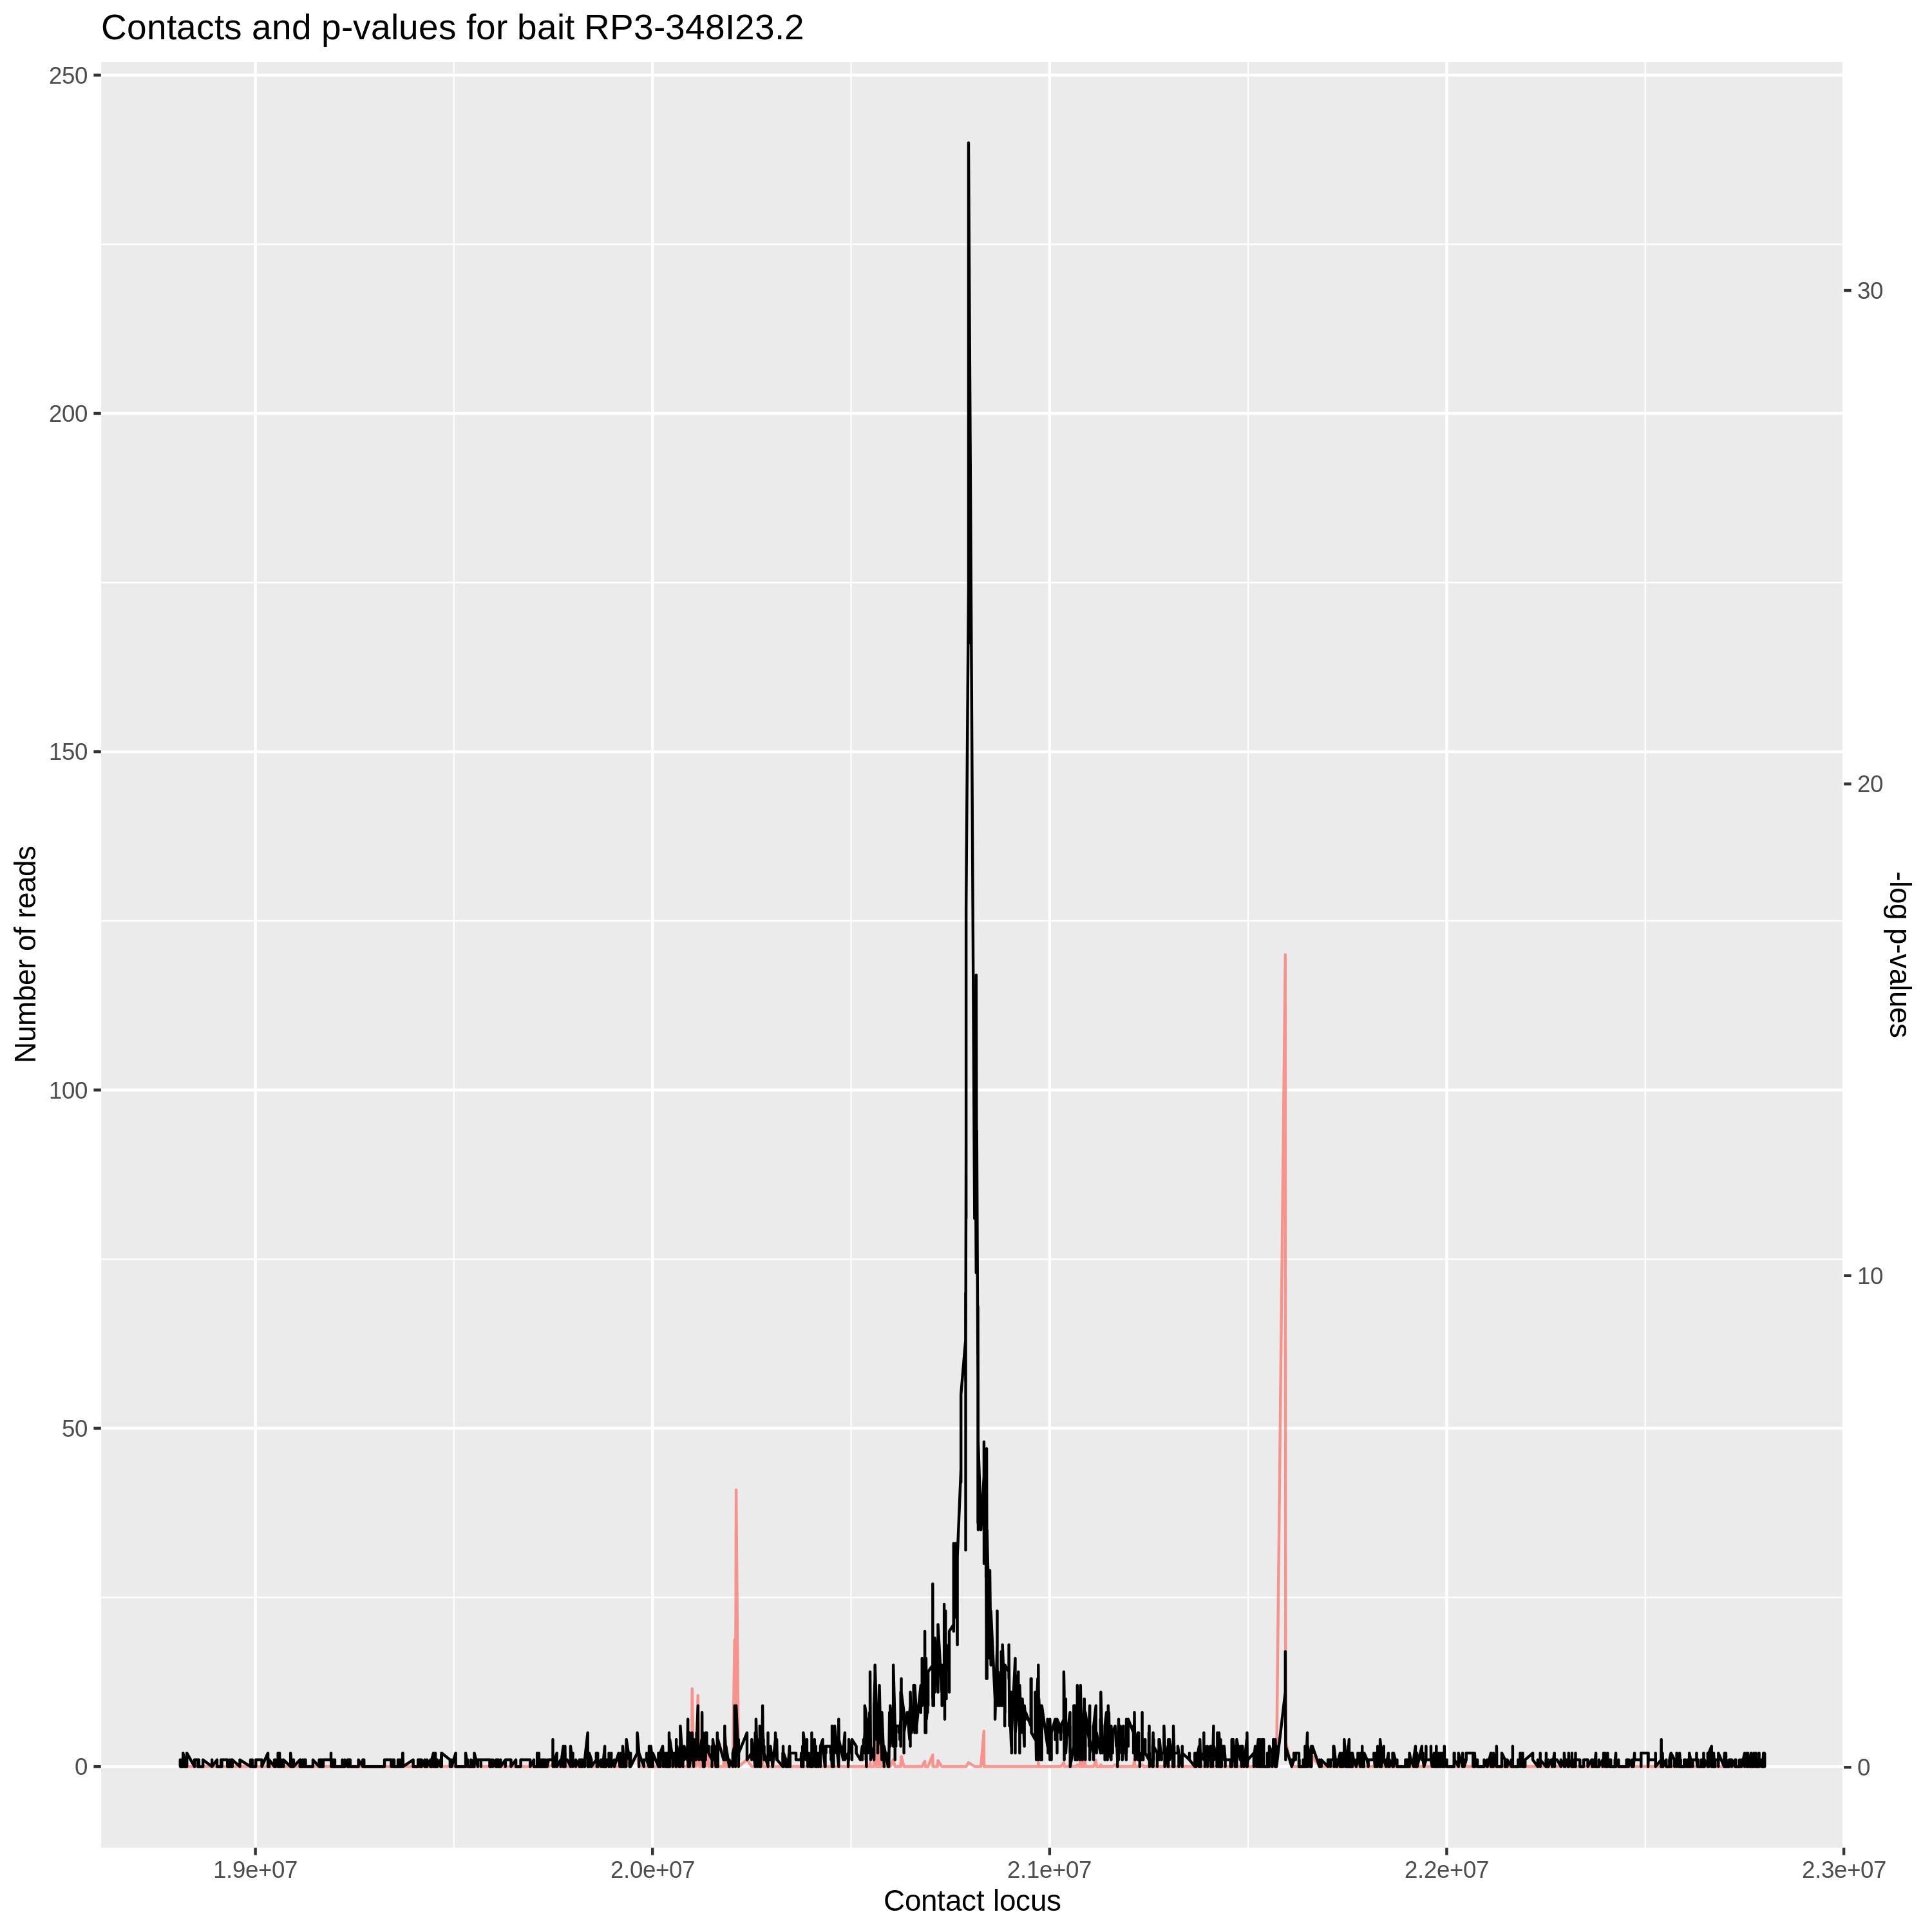 Contacts and p-values for bait RP3-348I23.2
250
200
150
100
50
0
Number of reads
30
20
10
0
-log p-values
1.9e+07 2.0e+07 2.1e+07 2.2e+07 2.3e+07
Contact locus